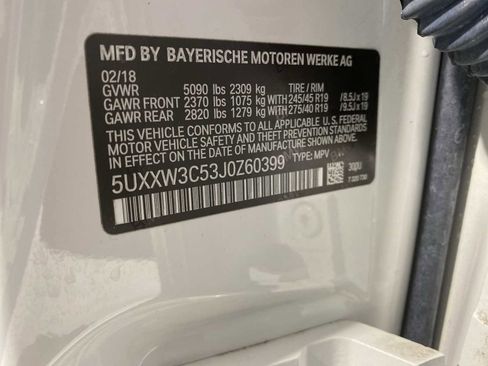 MFD BY BAYERISCHE MOTOREN WERKE AG
02/18
GVWR 5090 lbs 2309 kg TIRE / RIM
GAWR FRONT 2370 lbs 1075 kg WITH 245/45 R19 /8.5J x 19
GAWR REAR 2820 lbs 1279 kg WITH 275/40 R19 /9.5J x 19
THIS VEHICLE CONFORMS TO ALL APPLICABLE U.S. FEDERAL
MOTOR VEHICLE SAFETY STANDARDS IN EFFECT ON THE
DATE OF MANUFACTURE SHOWN ABOVE.
5UXXW3C53J0Z60399 TYPE: MPV
30pu